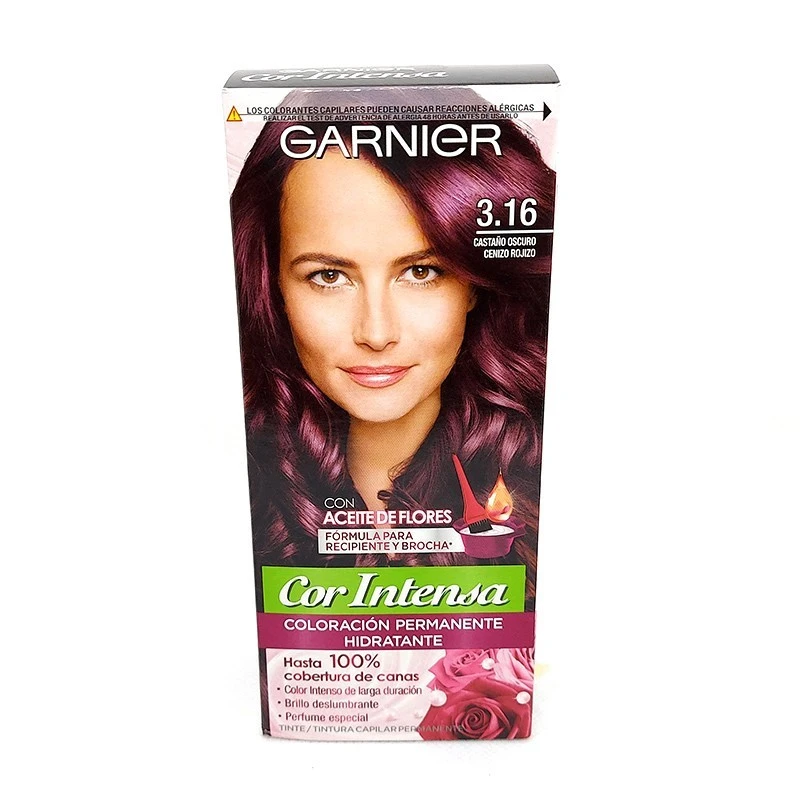 Cor Intensa
LOS COLORANTES CAPILARES PUEDEN CAUSAR REACCIONES ALÉRGICAS
REALIZAR EL TEST DE ADVERTENCIA DE ALERGIA 48 HORAS ANTES DE USARLO
GARNIER
3.16
CASTAÑO OSCURO
CENIZO ROJIZO
CON
ACEITE DE FLORES
FÓRMULA PARA
RECIPIENTE Y BROCHA*
Cor Intensa
COLORACIÓN PERMANENTE
HIDRATANTE
Hasta 100%
cobertura de canas
• Color Intenso de larga duración
• Brillo deslumbrante
• Perfume especial
TINTE / TINTURA CAPILAR PERMANENTE